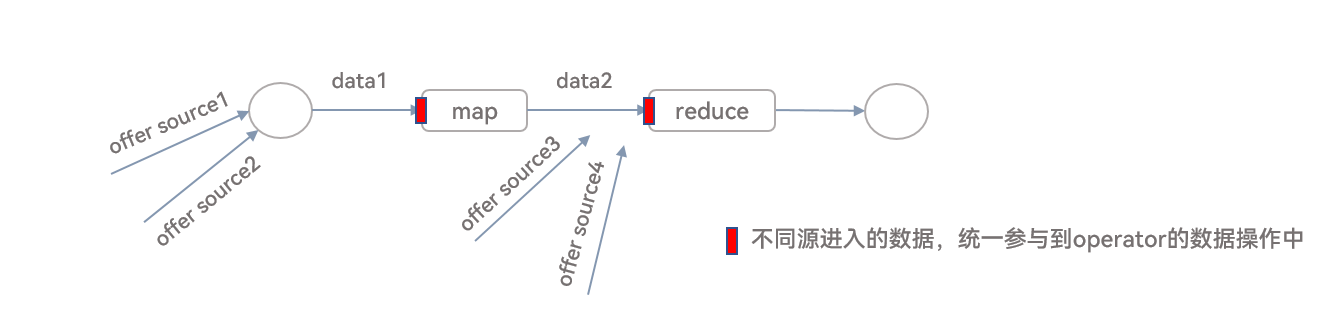 data1
data2
offer source1
map
reduce
offer source2
offer source3
offer source4
不同源进入的数据，统一参与到operator的数据操作中